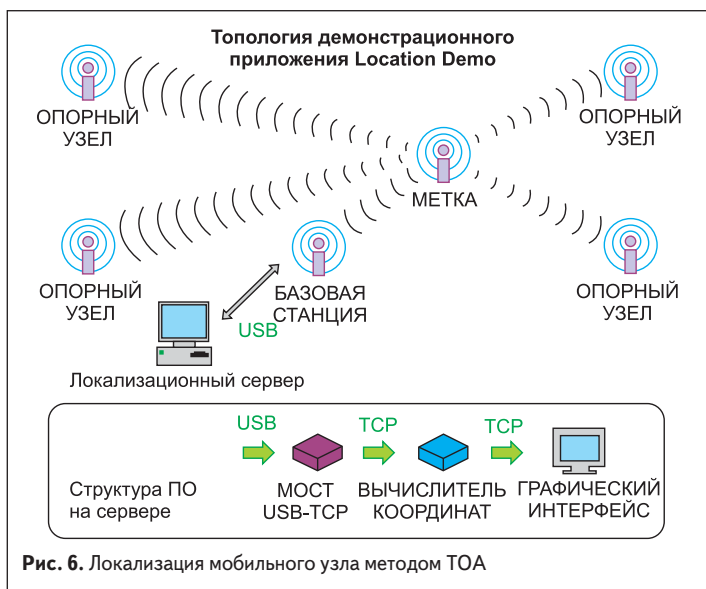 Топология демонстрационного
приложения Location Demo
ОПОРНЫЙ
УЗЕЛ
ОПОРНЫЙ
УЗЕЛ
МЕТКА
ОПОРНЫЙ
УЗЕЛ
БАЗОВАЯ
СТАНЦИЯ
ОПОРНЫЙ
УЗЕЛ
USB
Локализационный сервер
USB
TCP
TCP
Структура ПО
на сервере
МОСТ
USB-TCP
ВЫЧИСЛИТЕЛЬ
КООРДИНАТ
ГРАФИЧЕСКИЙ
ИНТЕРФЕЙС
Рис. 6. Локализация мобильного узла методом TOA